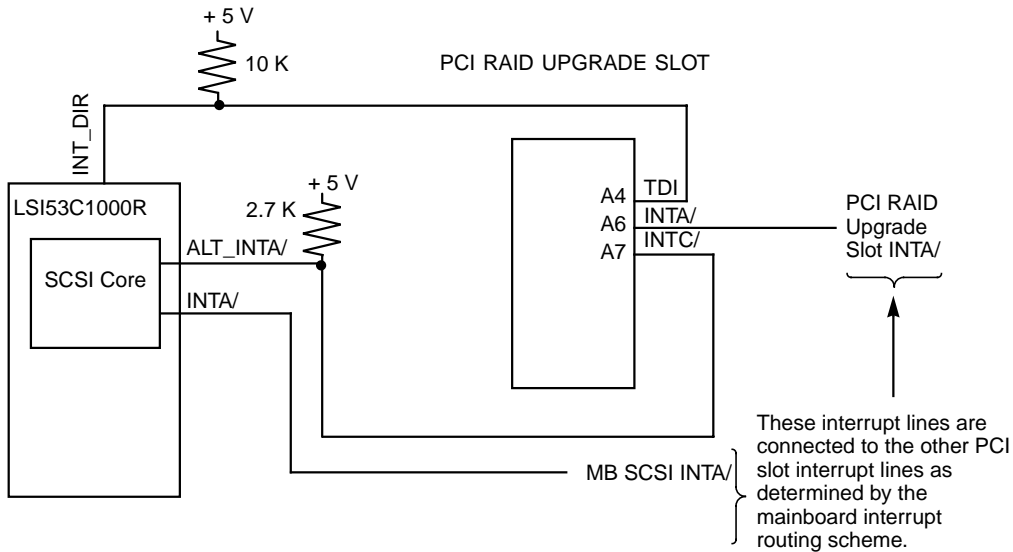 + 5 V
10 K
PCI RAID UPGRADE SLOT
INT_DIR
LSI53C1000R
+ 5 V
2.7 K
ALT_INTA/
SCSI Core
INTA/
A4
TDI
A6
INTA/
A7
INTC/
PCI RAID
Upgrade
Slot INTA/
MB SCSI INTA/
These interrupt lines are
connected to the other PCI
slot interrupt lines as
determined by the
mainboard interrupt
routing scheme.